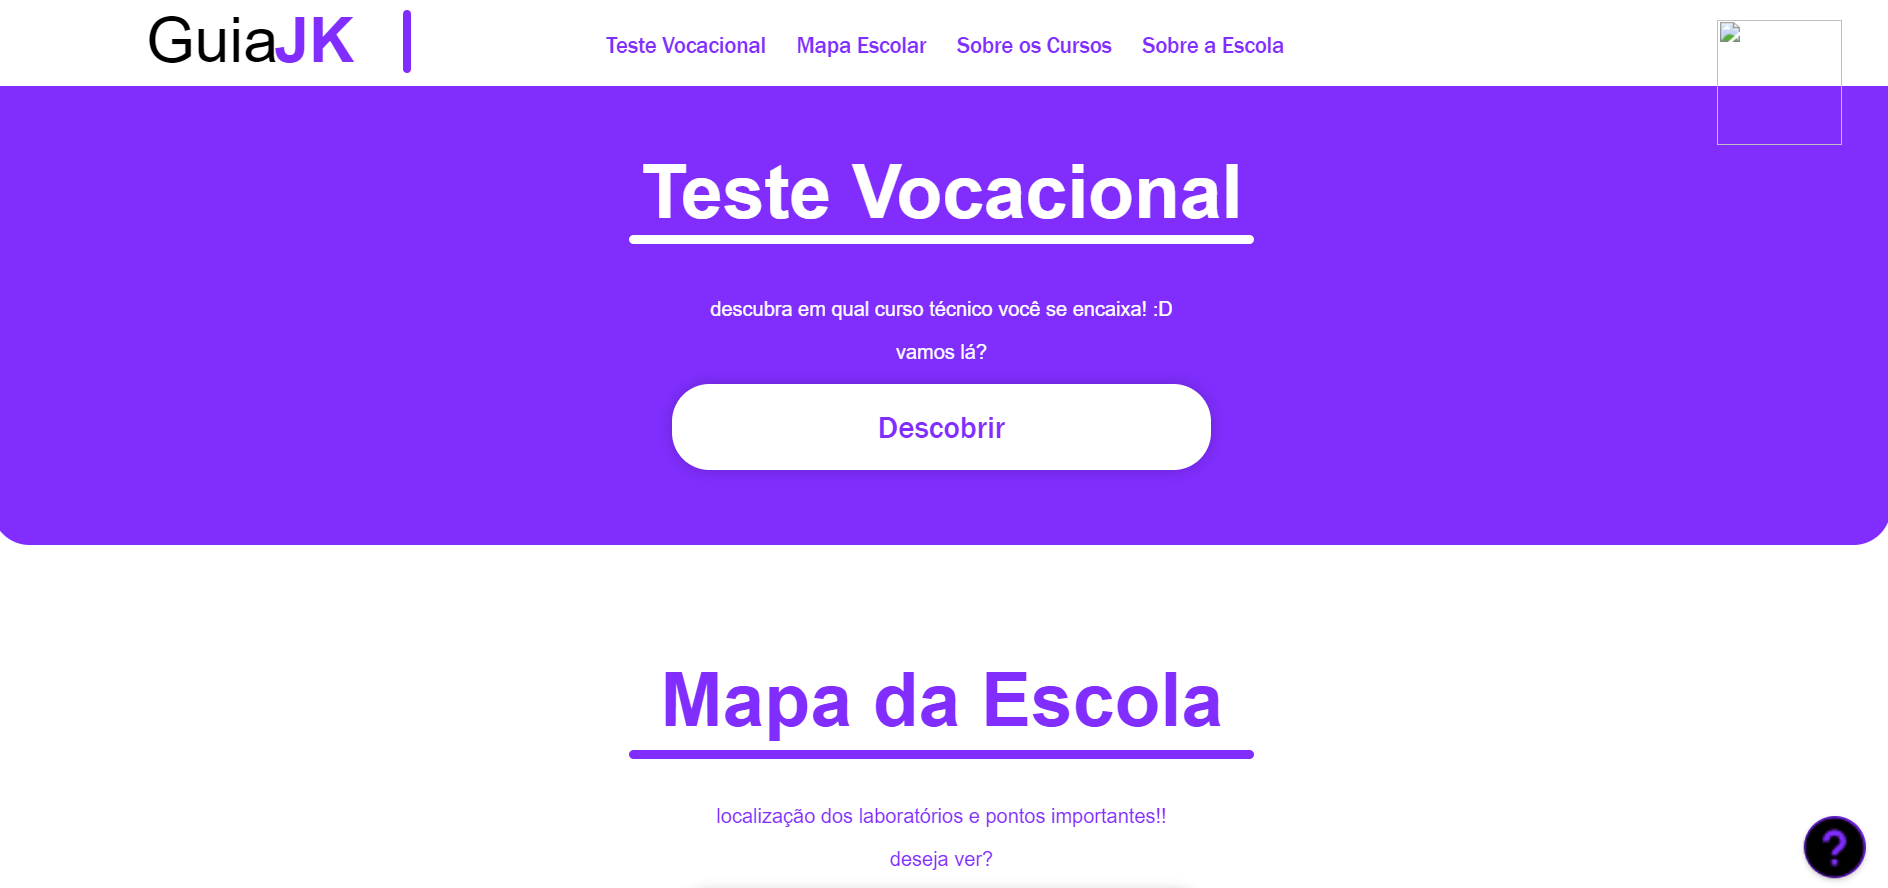 GuiaJK
Teste Vocacional Mapa Escolar Sobre os Cursos Sobre a Escola
Teste Vocacional
descubra em qual curso técnico você se encaixa! :D
vamos lá?
Descobrir
Mapa da Escola
localização dos laboratórios e pontos importantes!!
deseja ver?
?